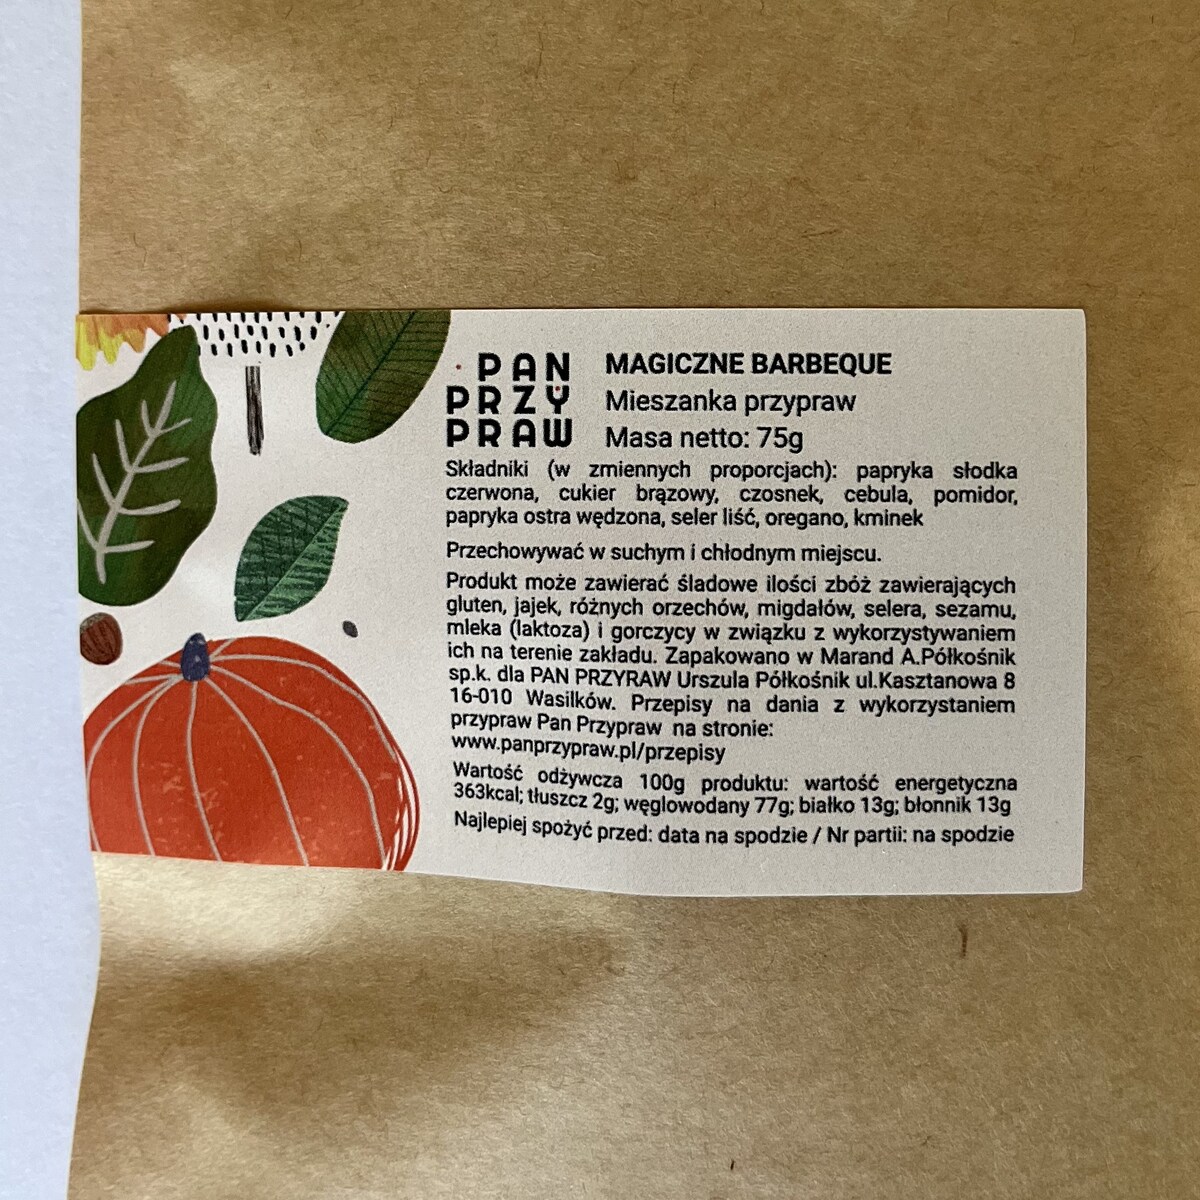 PAN
PRZY
PRAW
MAGICZNE BARBEQUE
Mieszanka przypraw
Masa netto: 75g
Składniki (w zmiennych proporcjach): papryka słodka
czerwona, cukier brązowy, czosnek, cebula, pomidor,
papryka ostra wędzona, seler liść, oregano, kminek
Przechowywać w suchym i chłodnym miejscu.
Produkt może zawierać śladowe ilości zbóż zawierających
gluten, jajek, różnych orzechów, migdałów, selera, sezamu,
mleka (laktoza) i gorczycy w związku z wykorzystywaniem
ich na terenie zakładu. Zapakowano w Marand A.Półkośnik
sp.k. dla PAN PRZYRAW Urszula Półkośnik ul.Kasztanowa 8
16-010 Wasilków. Przepisy na dania z wykorzystaniem
przypraw Pan Przypraw na stronie:
www.panprzypraw.pl/przepisy
Wartość odżywcza 100g produktu: wartość energetyczna
363kcal; tłuszcz 2g; węglowodany 77g; białko 13g; błonnik 13g
Najlepiej spożyć przed: data na spodzie / Nr partii: na spodzie